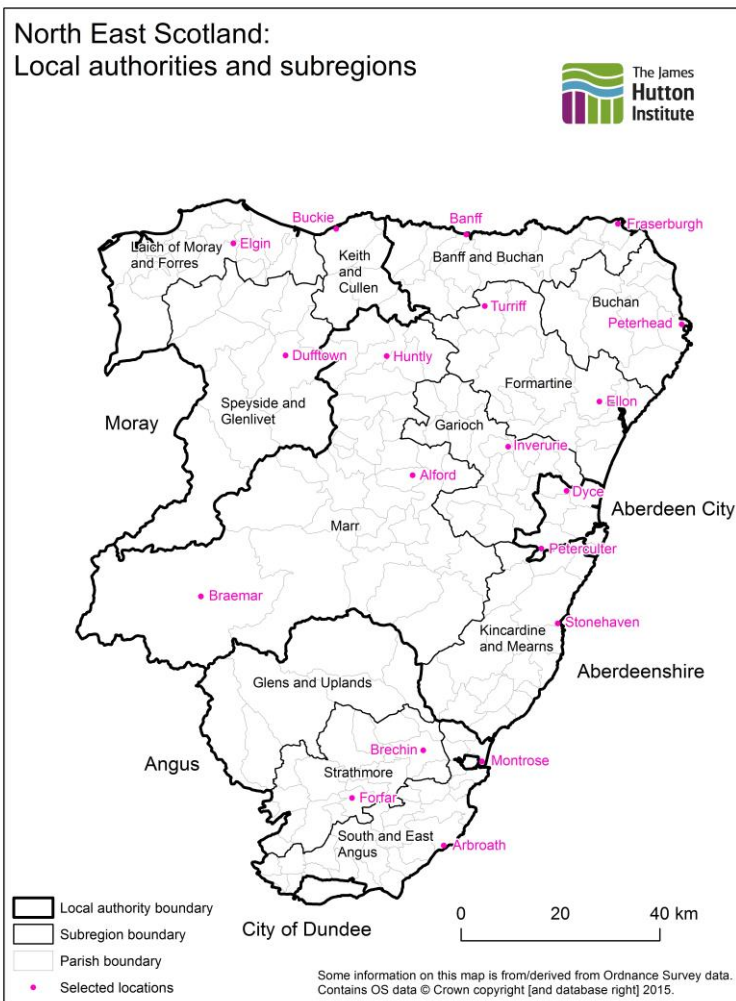 North East Scotland:
Local authorities and subregions
The James
Hutton
Institute
Buckie
Banff
Fraserburgh
Laich of Moray
and Forres
Elgin
Keith
and
Cullen
Banff and Buchan
Buchan
Turriff
Peterhead
Dufftown
Huntly
Formartine
Speyside and
Glenlivet
Ellon
Moray
Garioch
Inverurie
Alford
Dyce
Aberdeen City
Marr
Peterculter
Braemar
Stonehaven
Kincardine
and Mearns
Aberdeenshire
Glens and Uplands
Brechin
Montrose
Angus
Strathmore
Forfar
South and East
Angus
Arbroath
City of Dundee
Local authority boundary
Subregion boundary
Parish boundary
Selected locations
0 20 40 km
Some information on this map is from/derived from Ordnance Survey data.
Contains OS data © Crown copyright [and database right] 2015.